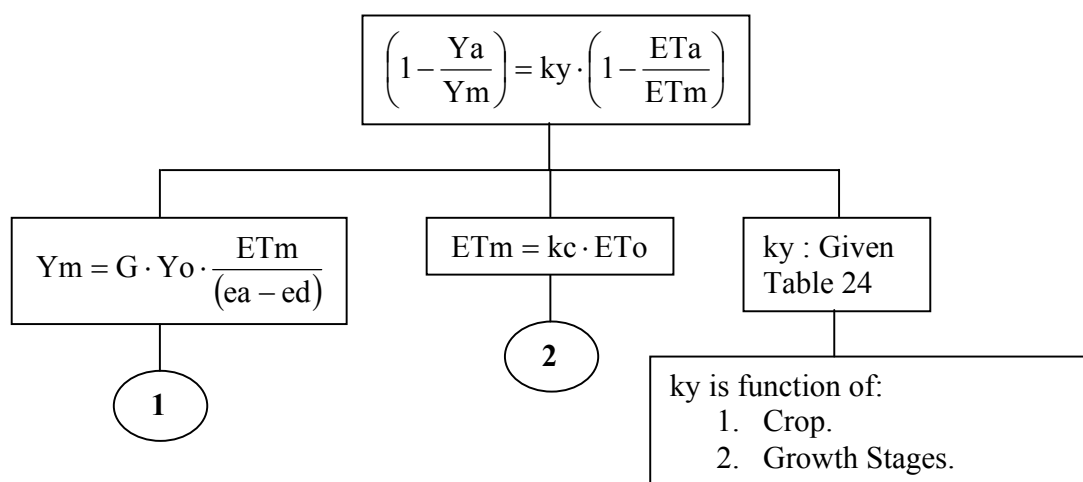 (1 − Ya/Ym) = ky · (1 − ETa/ETm)
Ym = G · Yo · ETm/(ea − ed)
ETm = kc · ETo
ky : Given
Table 24
1
2
ky is function of:
1. Crop.
2. Growth Stages.